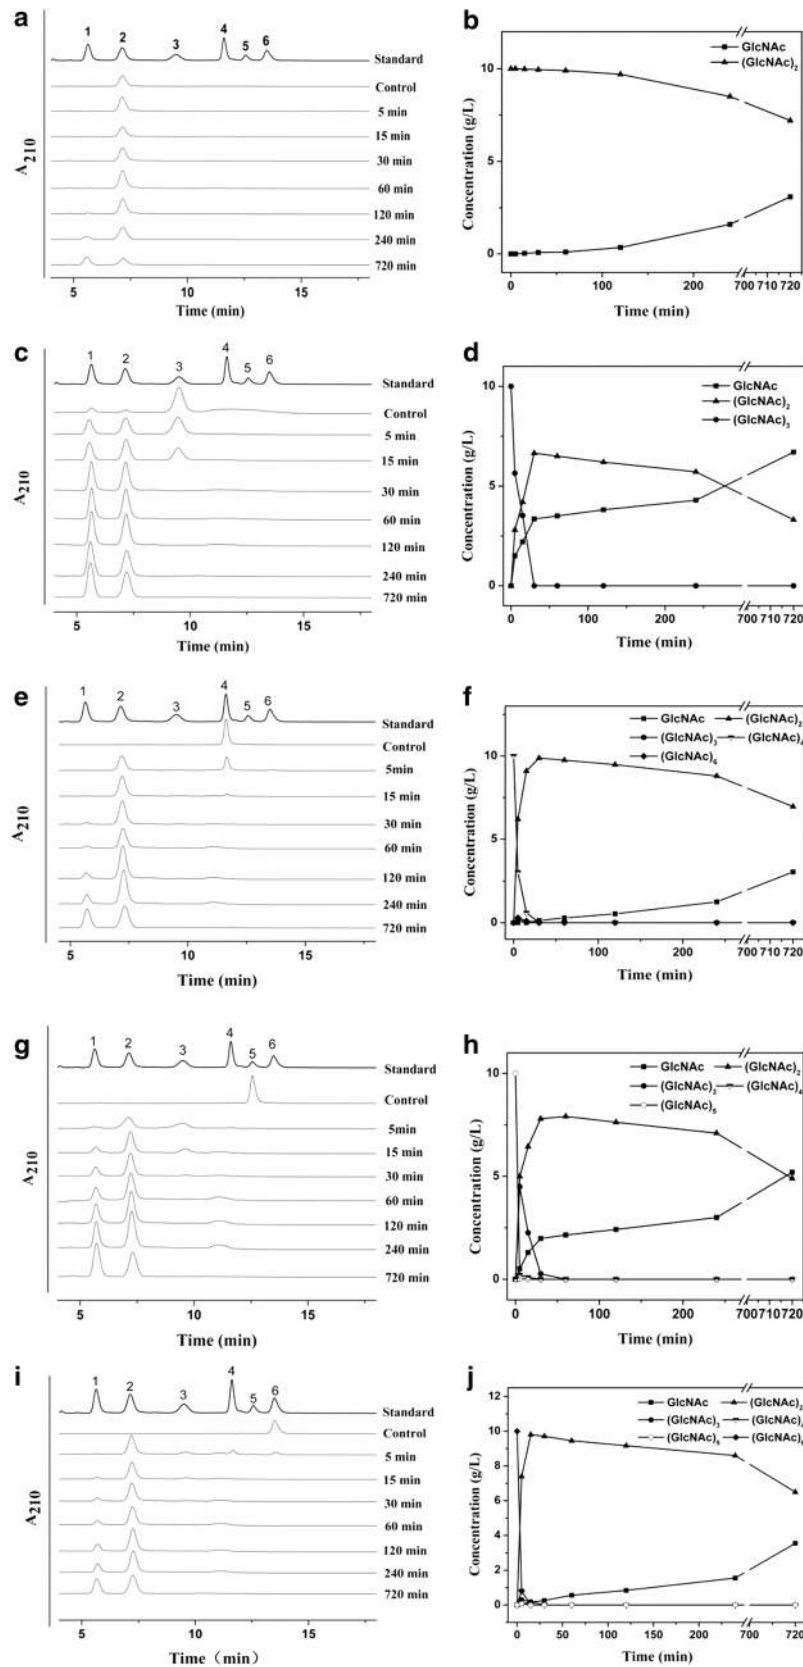 a
1 2 3 4 5 6
Standard
Control
5 min
15 min
30 min
60 min
120 min
240 min
720 min
A210
5 10 15
Time (min)
b
GlcNAc
(GlcNAc)2
10
5
0
Concentration (g/L)
0 100 200 700 710 720
Time (min)
c
1 2 3 4 5 6
Standard
Control
5 min
15 min
30 min
60 min
120 min
240 min
720 min
A210
5 10 15
Time (min)
d
GlcNAc
(GlcNAc)2
(GlcNAc)3
10
5
0
Concentration (g/L)
0 100 200 700 710 720
Time (min)
e
1 2 3 4 5 6
Standard
Control
5min
15 min
30 min
60 min
120 min
240 min
720 min
A210
5 10 15
Time (min)
f
GlcNAc (GlcNAc)2
(GlcNAc)3 (GlcNAc)4
(GlcNAc)6
10
5
0
Concentration (g/L)
0 100 200 700 710 720
Time (min)
g
1 2 3 4 5 6
Standard
Control
5min
15 min
30 min
60 min
120 min
240 min
720 min
A210
5 10 15
Time (min)
h
GlcNAc (GlcNAc)2
(GlcNAc)3 (GlcNAc)4
(GlcNAc)5
10
5
0
Concentration (g/L)
0 100 200 700 710 720
Time (min)
i
1 2 3 4 5 6
Standard
Control
5 min
15 min
30 min
60 min
120 min
240 min
720 min
A210
5 10 15
Time（min）
j
GlcNAc (GlcNAc)2
(GlcNAc)3 (GlcNAc)4
(GlcNAc)5 (GlcNAc)6
12
10
8
6
4
2
0
Concentration (g/L)
0 50 100 150 200 700 710 720
Time (min)